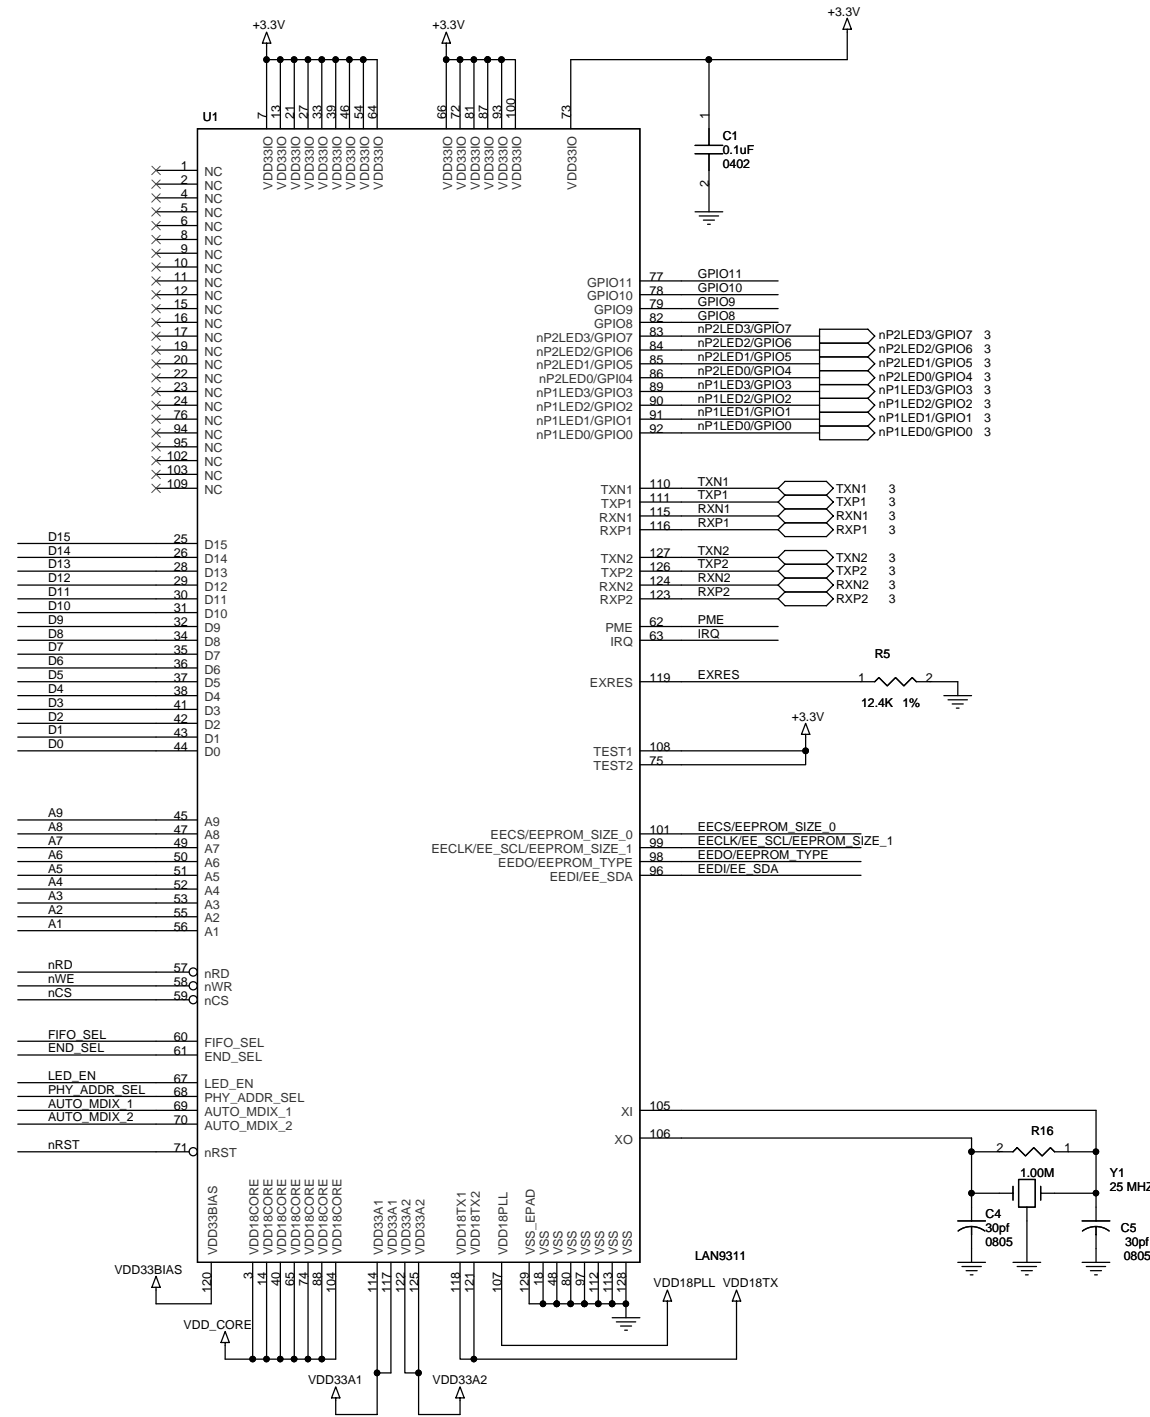 +3.3V
+3.3V
+3.3V
U1
7 13 21 27 33 39 46 54 64
66 72 81 87 93 100
73
VDD33IO VDD33IO VDD33IO VDD33IO VDD33IO VDD33IO VDD33IO VDD33IO VDD33IO
VDD33IO VDD33IO VDD33IO VDD33IO VDD33IO VDD33IO
VDD33IO
1
C1
0.1uF
0402
2
1 NC
2 NC
4 NC
5 NC
6 NC
8 NC
9 NC
10 NC
11 NC
12 NC
15 NC
16 NC
17 NC
19 NC
20 NC
22 NC
23 NC
24 NC
76 NC
94 NC
95 NC
102 NC
103 NC
109 NC
GPIO11 77 GPIO11
GPIO10 78 GPIO10
GPIO9 79 GPIO9
GPIO8 82 GPIO8
nP2LED3/GPIO7 83 nP2LED3/GPIO7 nP2LED3/GPIO7 3
nP2LED2/GPIO6 84 nP2LED2/GPIO6 nP2LED2/GPIO6 3
nP2LED1/GPIO5 85 nP2LED1/GPIO5 nP2LED1/GPIO5 3
nP2LED0/GPI04 86 nP2LED0/GPIO4 nP2LED0/GPIO4 3
nP1LED3/GPIO3 89 nP1LED3/GPIO3 nP1LED3/GPIO3 3
nP1LED2/GPIO2 90 nP1LED2/GPIO2 nP1LED2/GPIO2 3
nP1LED1/GPIO1 91 nP1LED1/GPIO1 nP1LED1/GPIO1 3
nP1LED0/GPIO0 92 nP1LED0/GPIO0 nP1LED0/GPIO0 3
TXN1 110 TXN1 TXN1 3
TXP1 111 TXP1 TXP1 3
RXN1 115 RXN1 RXN1 3
RXP1 116 RXP1 RXP1 3
TXN2 127 TXN2 TXN2 3
TXP2 126 TXP2 TXP2 3
RXN2 124 RXN2 RXN2 3
RXP2 123 RXP2 RXP2 3
D15 25 D15
D14 26 D14
D13 28 D13
D12 29 D12
D11 30 D11
D10 31 D10
D9 32 D9
D8 34 D8
D7 35 D7
D6 36 D6
D5 37 D5
D4 38 D4
D3 41 D3
D2 42 D2
D1 43 D1
D0 44 D0
PME 62 PME
IRQ 63 IRQ
R5
EXRES 119 EXRES 1 2
12.4K 1%
+3.3V
TEST1 108
TEST2 75
A9 45 A9
A8 47 A8
A7 49 A7
A6 50 A6
A5 51 A5
A4 52 A4
A3 53 A3
A2 55 A2
A1 56 A1
EECS/EEPROM_SIZE_0 101 EECS/EEPROM_SIZE_0
EECLK/EE_SCL/EEPROM_SIZE_1 99 EECLK/EE_SCL/EEPROM_SIZE_1
EEDO/EEPROM_TYPE 98 EEDO/EEPROM_TYPE
EEDI/EE_SDA 96 EEDI/EE_SDA
nRD 57 nRD
nWE 58 nWR
nCS 59 nCS
FIFO_SEL 60 FIFO_SEL
END_SEL 61 END_SEL
LED_EN 67 LED_EN
PHY_ADDR_SEL 68 PHY_ADDR_SEL
AUTO_MDIX_1 69 AUTO_MDIX_1
AUTO_MDIX_2 70 AUTO_MDIX_2
nRST 71 nRST
XI 105
XO 106
R16
2 1
1.00M
Y1
25 MHZ
C4
30pf
0805
C5
30pf
0805
VDD33BIAS
VDD18CORE VDD18CORE VDD18CORE VDD18CORE VDD18CORE VDD18CORE VDD18CORE
VDD33A1 VDD33A1 VDD33A2 VDD33A2
VDD18TX1 VDD18TX2
VDD18PLL
VSS_EPAD VSS VSS VSS VSS VSS VSS VSS
120
3 14 40 65 74 88 104
114 117 122 125
118 121
107
129 18 48 80 97 112 113 128
LAN9311
VDD33BIAS
VDD18PLL VDD18TX
VDD_CORE
VDD33A1
VDD33A2